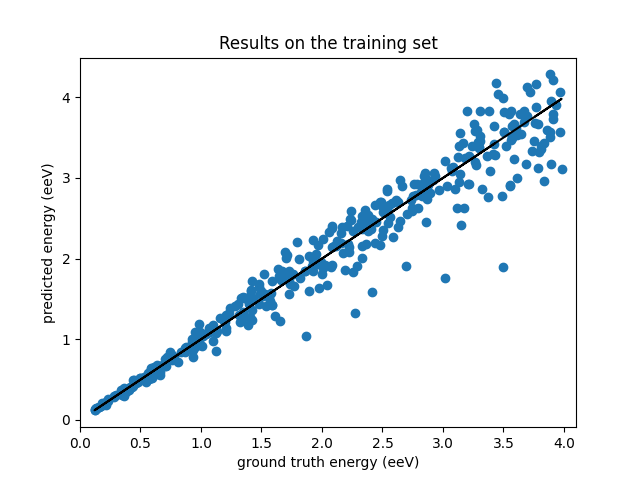 Results on the training set
4
3
2
1
0
predicted energy (eeV)
0.0 0.5 1.0 1.5 2.0 2.5 3.0 3.5 4.0
ground truth energy (eeV)